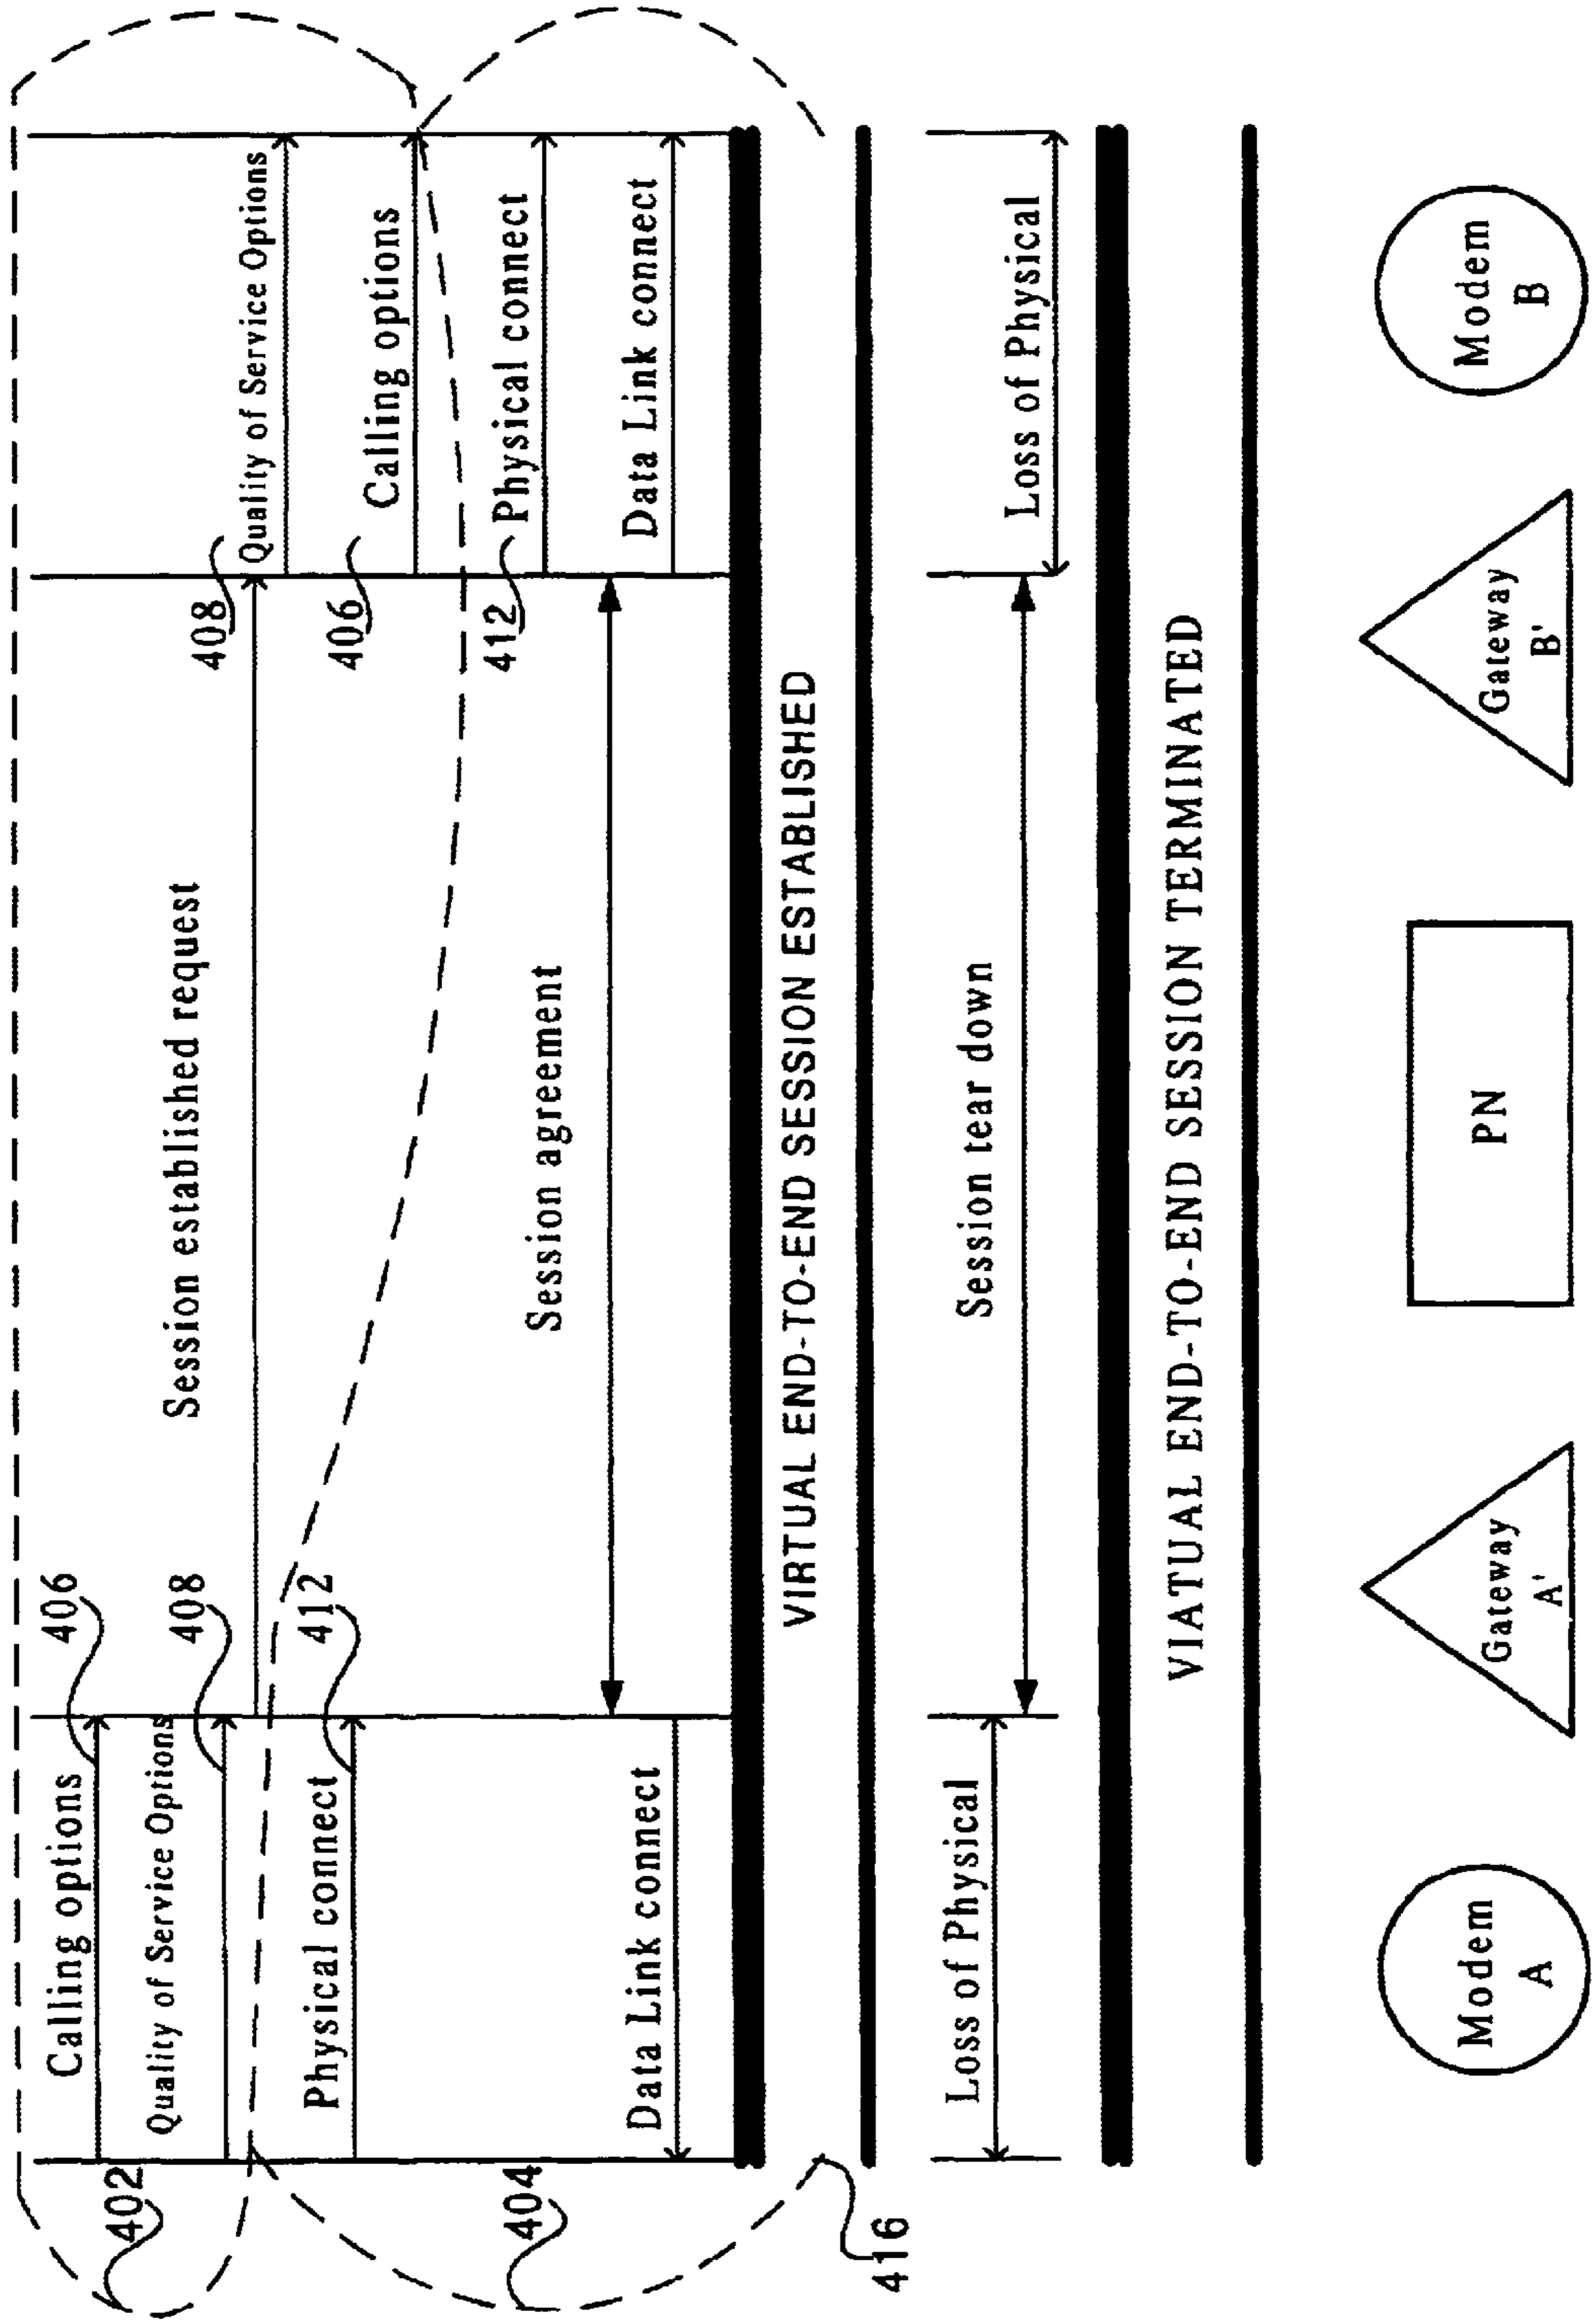 406
Calling options
402
408
Quality of Service Options
Session established request
408
Quality of Service Options
406
Calling options
412
Physical connect
412
Physical connect
404
Session agreement
Data Link connect
Data Link connect
VIRTUAL END-TO-END SESSION ESTABLISHED
416
Loss of Physical
Session tear down
Loss of Physical
VIATUAL END-TO-END SESSION TERMINATED
Modem
A
Gateway
A'
PN
Gateway
B'
Modem
B